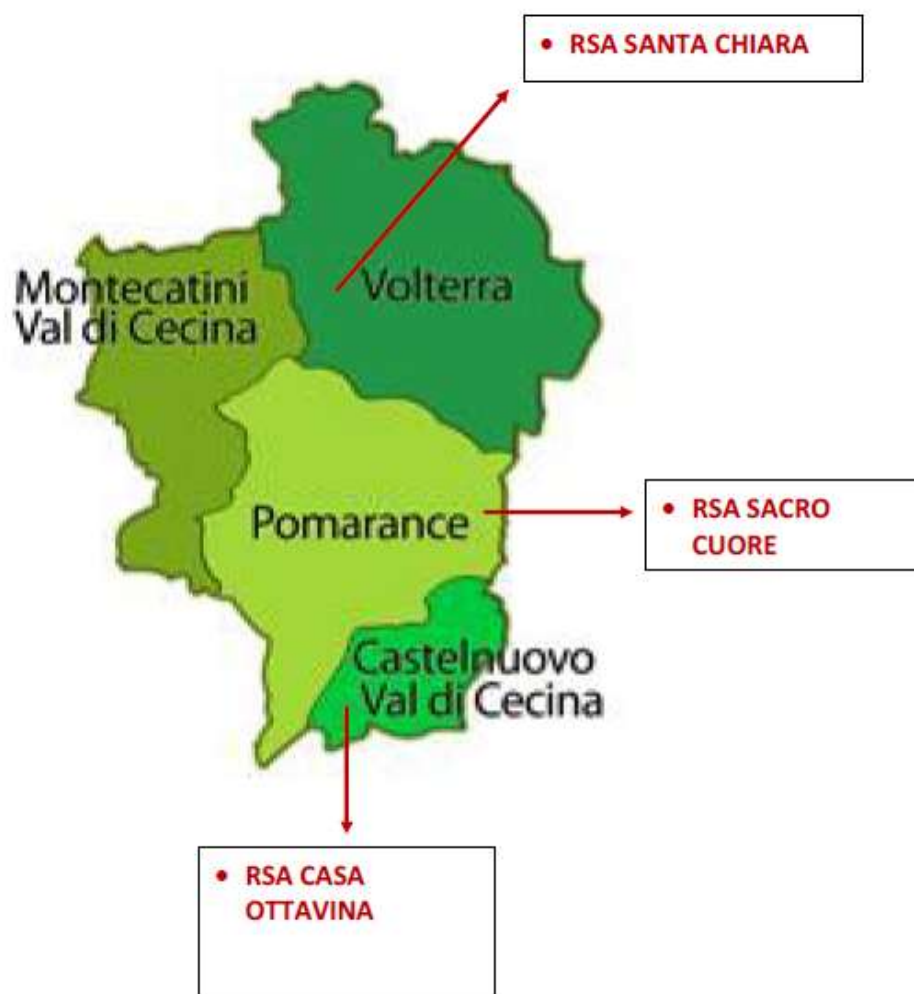 • RSA SANTA CHIARA
Volterra
Montecatini
Val di Cecina
Pomarance
• RSA SACRO
CUORE
Castelnuovo
Val di Cecina
• RSA CASA
OTTAVINA